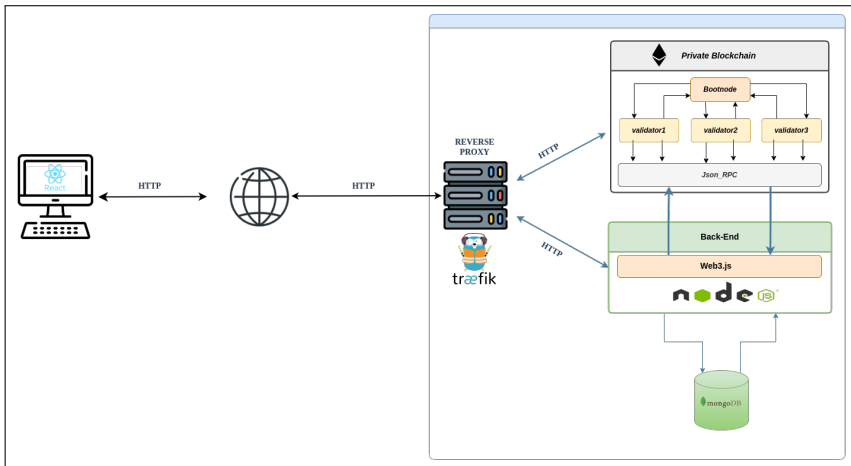 Private Blockchain
Bootnode
validator1
validator2
validator3
Json_RPC
REVERSE
PROXY
HTTP
HTTP
HTTP
HTTP
React
træfik
Back-End
Web3.js
node
JS
mongoDB